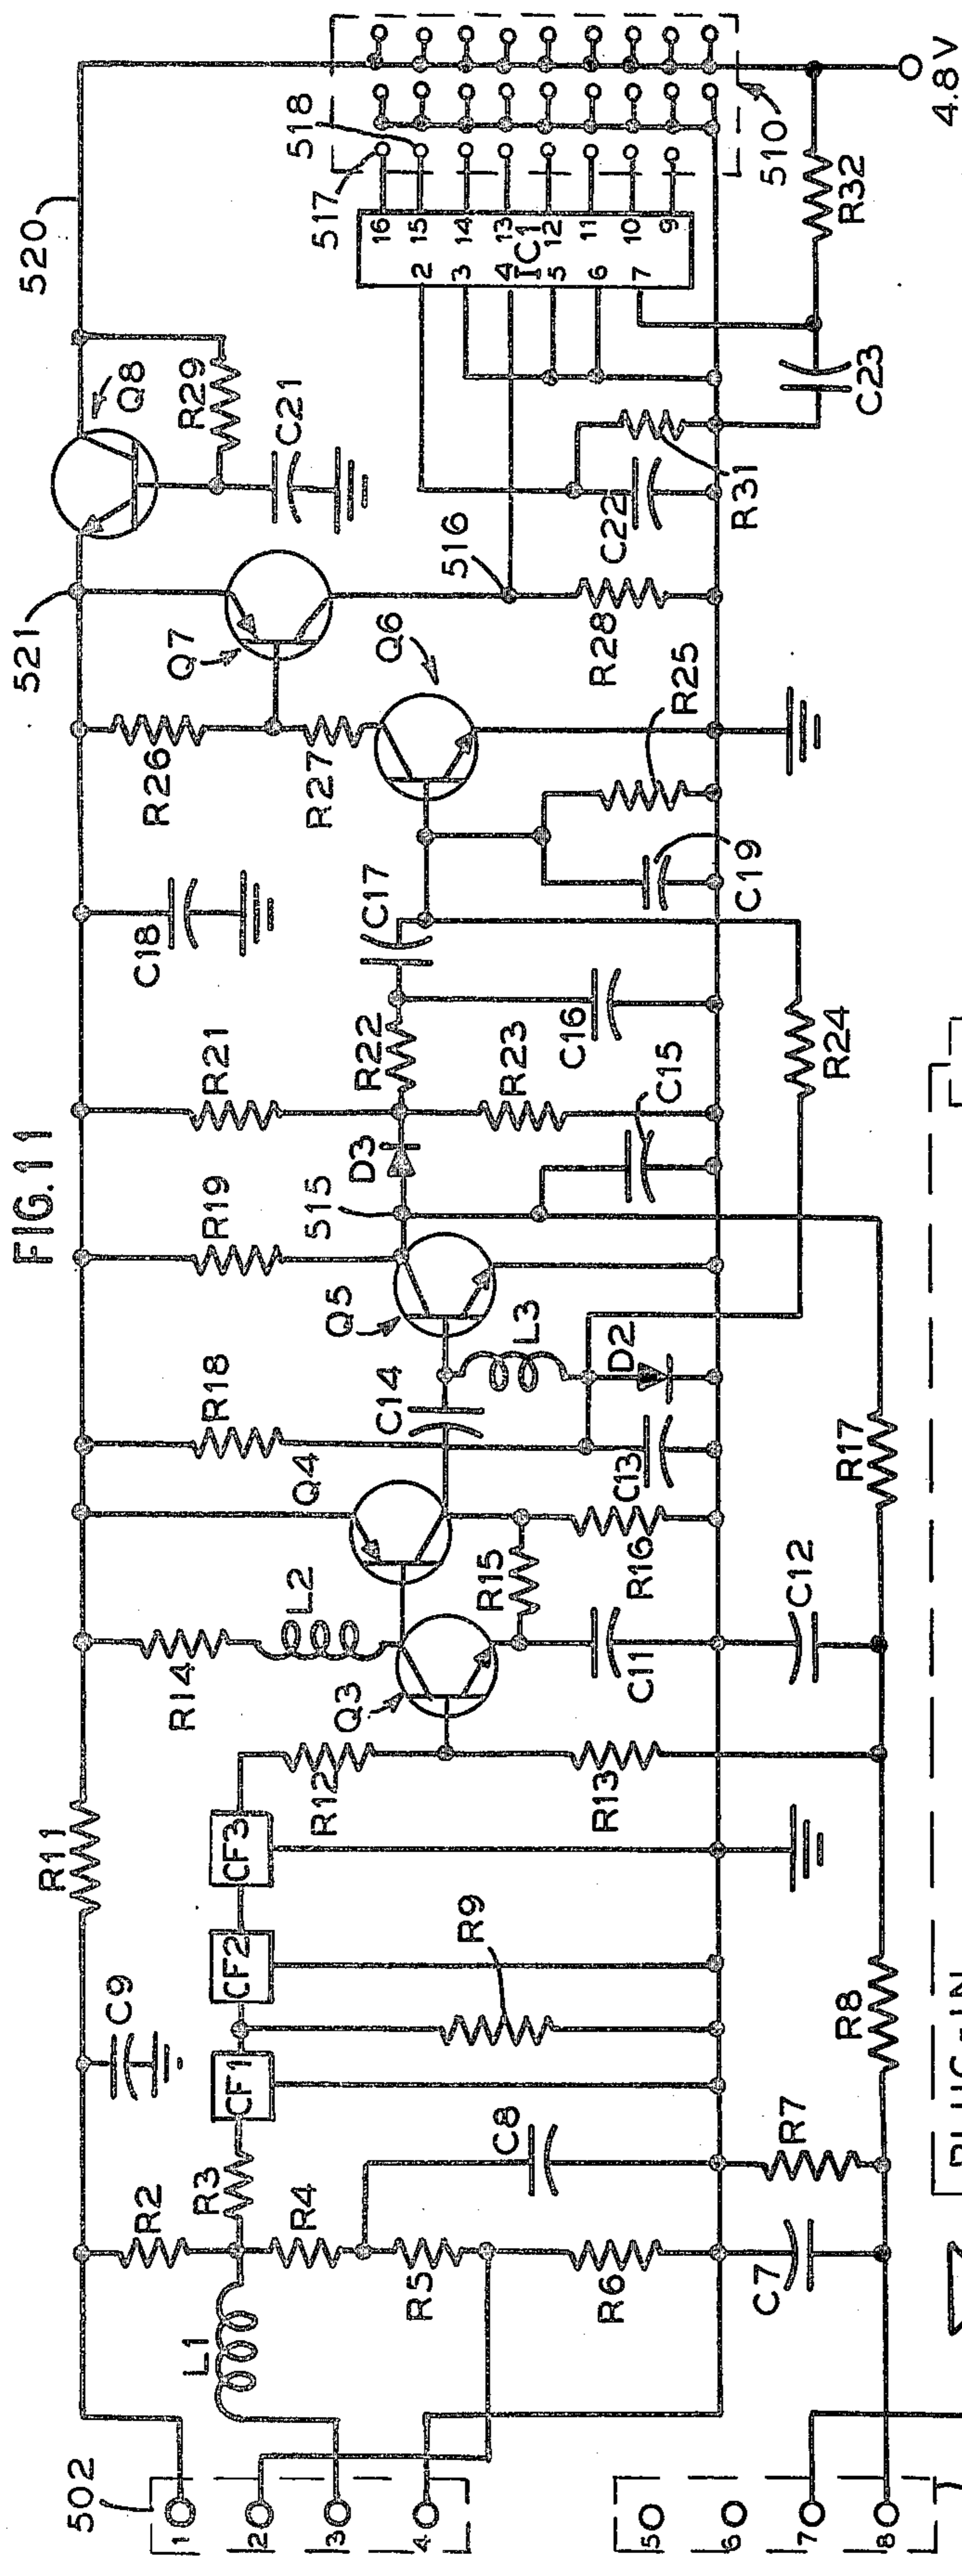 FIG. 11
520
521
Q8
R29
C21
517
518
16
15
14
13
12
11
10
9
2
3
4
5
6
7
IC1
510
4.8V
R32
C23
R31
C22
516
R28
Q7
Q6
R25
R26
R27
C19
C17
C18
R24
C16
R22
R23
C15
R21
D3
515
R19
Q5
L3
D2
R18
C14
C13
Q4
R17
R16
R15
C12
L2
R14
Q3
C11
R12
R13
R11
CF3
CF2
CF1
R9
C9
R8
C8
R7
R3
R2
R4
R5
R6
C7
L1
502
1
2
3
4
5
6
7
8
PLUG-IN